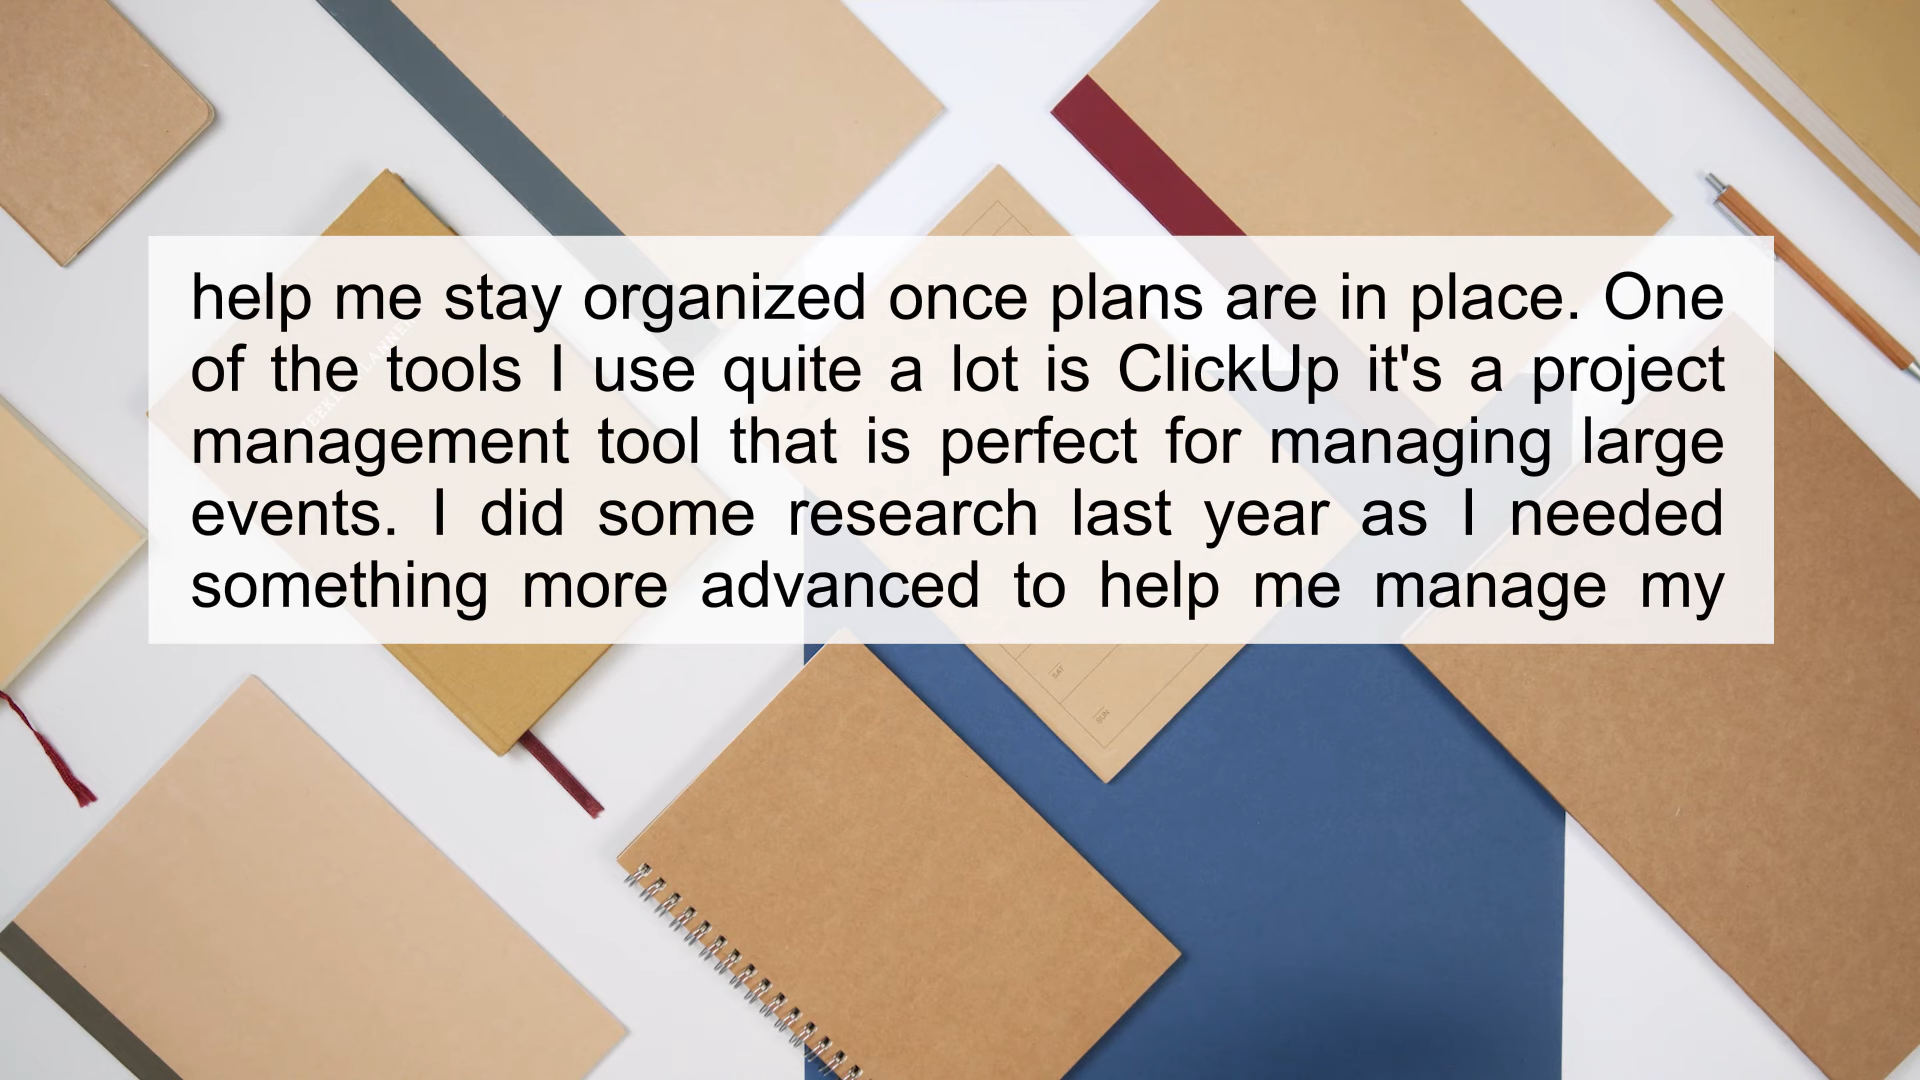 help me stay organized once plans are in place. One
of the tools I use quite a lot is ClickUp it's a project
management tool that is perfect for managing large
events. I did some research last year as I needed
something more advanced to help me manage my
SAT
SUN